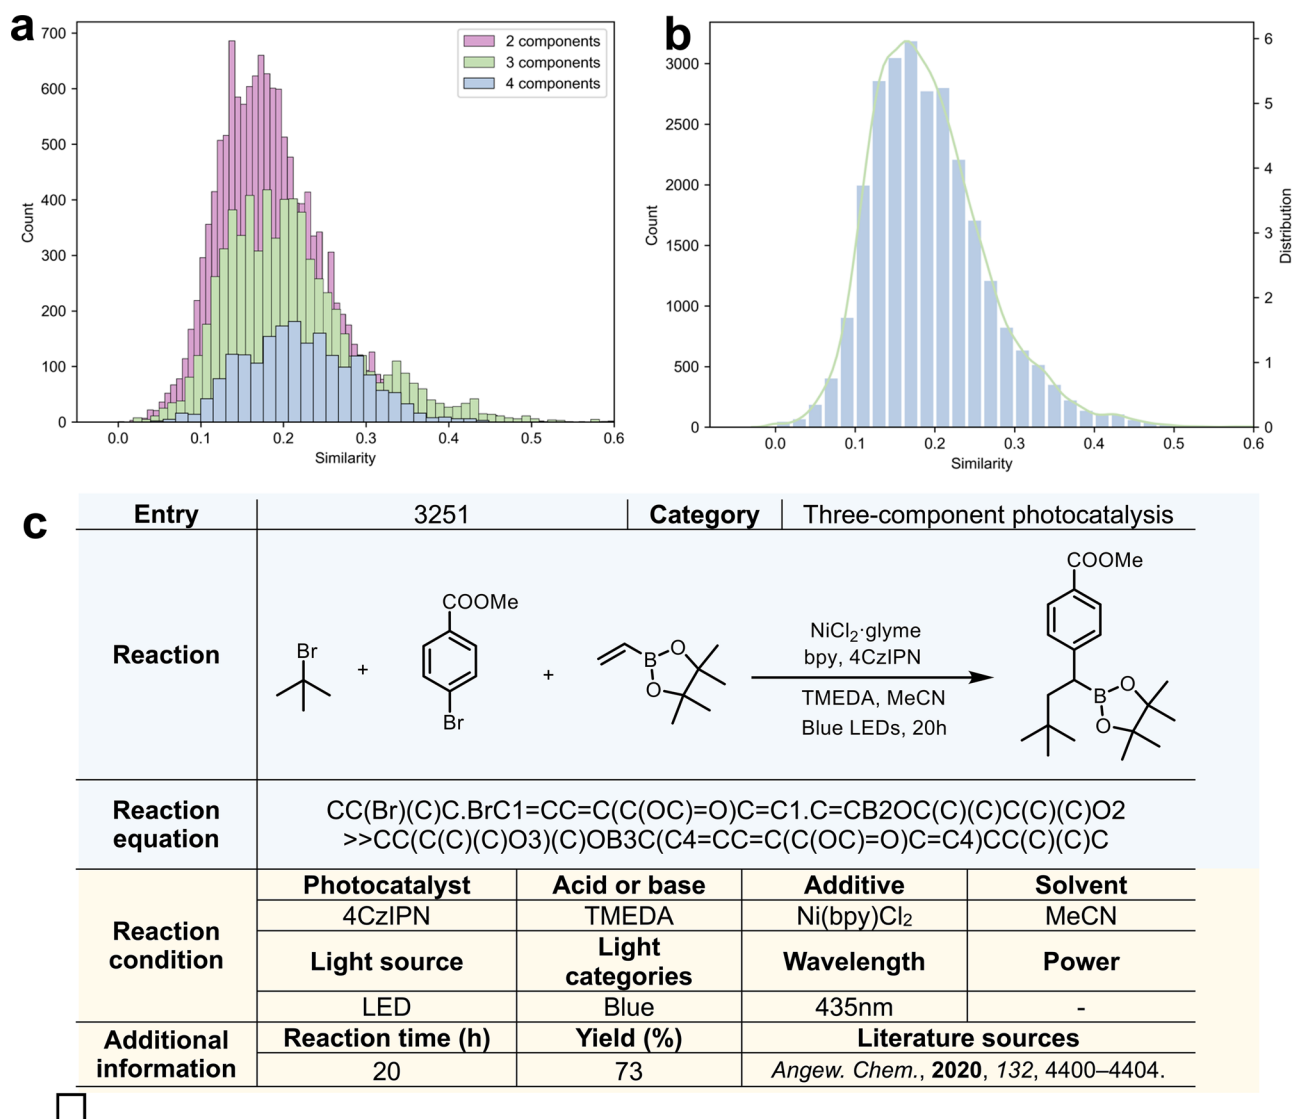 a
700
600
500
400
300
200
100
0
Count
0.0 0.1 0.2 0.3 0.4 0.5 0.6
Similarity
2 components
3 components
4 components
b
3000
2500
2000
1500
1000
500
0
Count
0.0 0.1 0.2 0.3 0.4 0.5 0.6
Similarity
6
5
4
3
2
1
0
Distribution
c
Entry 3251 Category Three-component photocatalysis
Reaction
Br
+
COOMe
Br
+
B O
O
NiCl₂·glyme
bpy, 4CzIPN
TMEDA, MeCN
Blue LEDs, 20h
COOMe
B O
O
Reaction
equation
CC(Br)(C)C.BrC1=CC=C(C(OC)=O)C=C1.C=CB2OC(C)(C)C(C)(C)O2
>>CC(C(C)(C)O3)(C)OB3C(C4=CC=C(C(OC)=O)C=C4)CC(C)(C)C
Reaction
condition
Photocatalyst Acid or base Additive Solvent
4CzIPN TMEDA Ni(bpy)Cl₂ MeCN
Light source Light
categories Wavelength Power
LED Blue 435nm -
Additional
information
Reaction time (h) Yield (%) Literature sources
20 73 Angew. Chem., 2020, 132, 4400–4404.